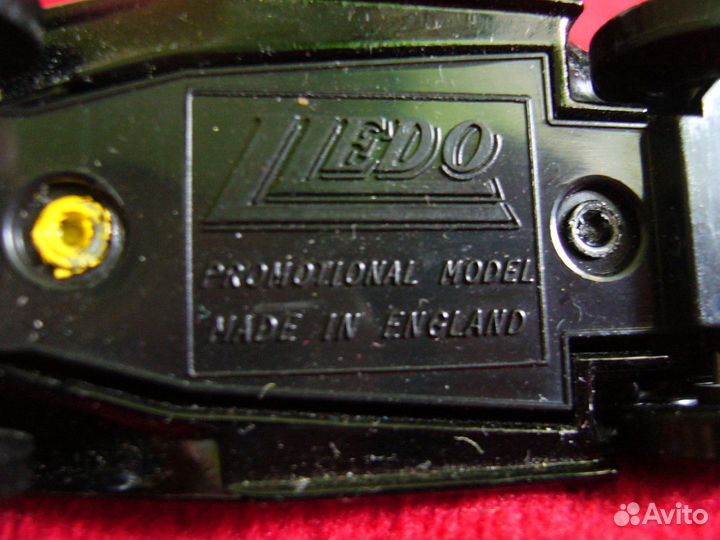 LLEDO
PROMOTIONAL MODEL
MADE IN ENGLAND
Avito